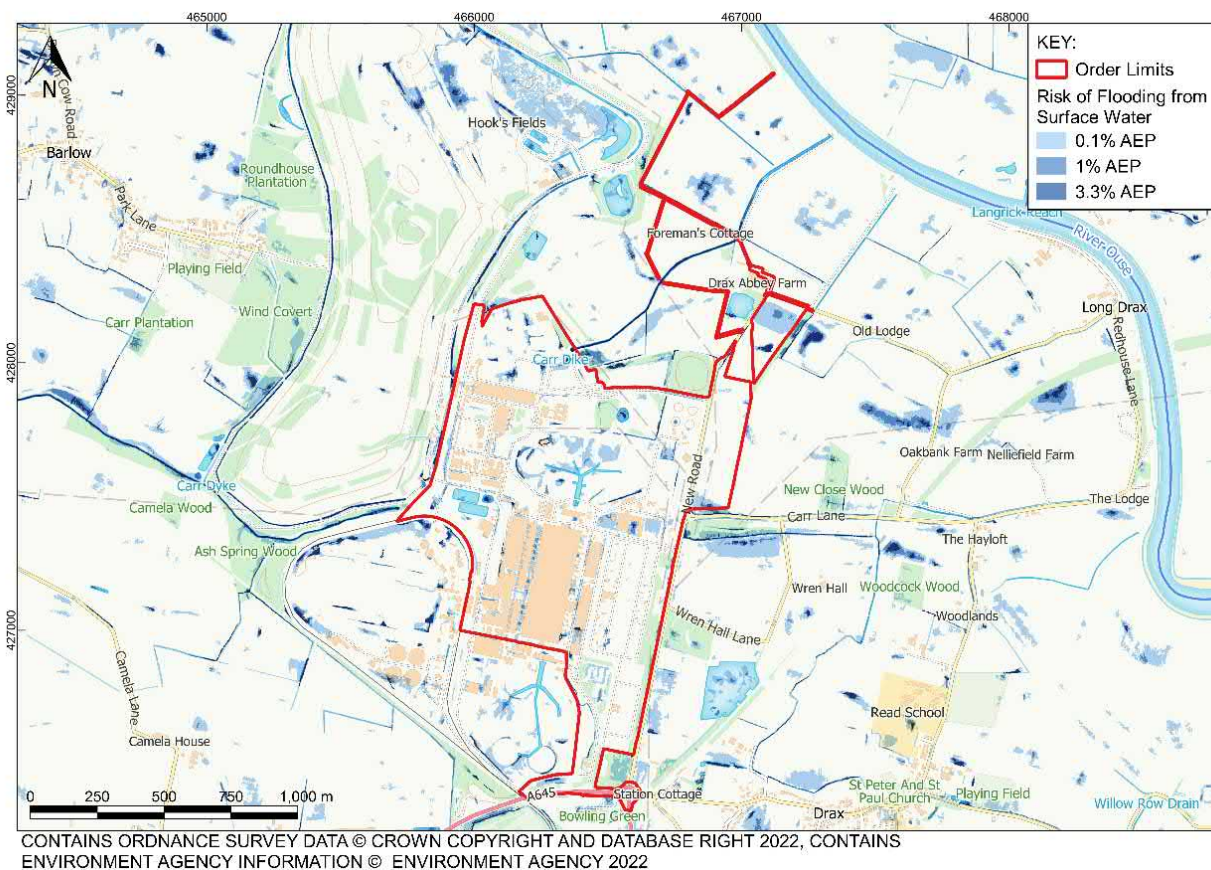 465000
466000
467000
468000
429000
428000
427000
N
KEY:
Order Limits
Risk of Flooding from
Surface Water
0.1% AEP
1% AEP
3.3% AEP
Cow Road
Barlow
Park Lane
Roundhouse
Plantation
Playing Field
Wind Covert
Carr Plantation
Hook's Fields
Foreman's Cottage
Drax Abbey Farm
Langrick Reach
River Ouse
Long Drax
Redhouse Lane
Old Lodge
Carr Dike
Carr Dyke
Camela Wood
Ash Spring Wood
New Road
Oakbank Farm
Nelliefield Farm
New Close Wood
Carr Lane
The Lodge
The Hayloft
Wren Hall
Woodcock Wood
Woodlands
Wren Hall Lane
Camela Lane
Camela House
Read School
St Peter And St
Paul Church
Playing Field
Drax
Willow Row Drain
A645
Station Cottage
Bowling Green
0 250 500 750 1,000 m
CONTAINS ORDNANCE SURVEY DATA © CROWN COPYRIGHT AND DATABASE RIGHT 2022, CONTAINS
ENVIRONMENT AGENCY INFORMATION © ENVIRONMENT AGENCY 2022